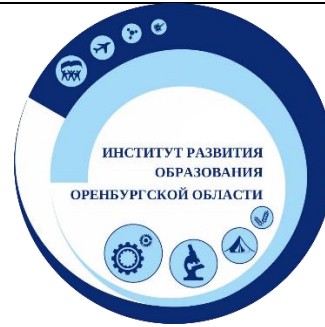 ИНСТИТУТ РАЗВИТИЯ
ОБРАЗОВАНИЯ
ОРЕНБУРГСКОЙ ОБЛАСТИ